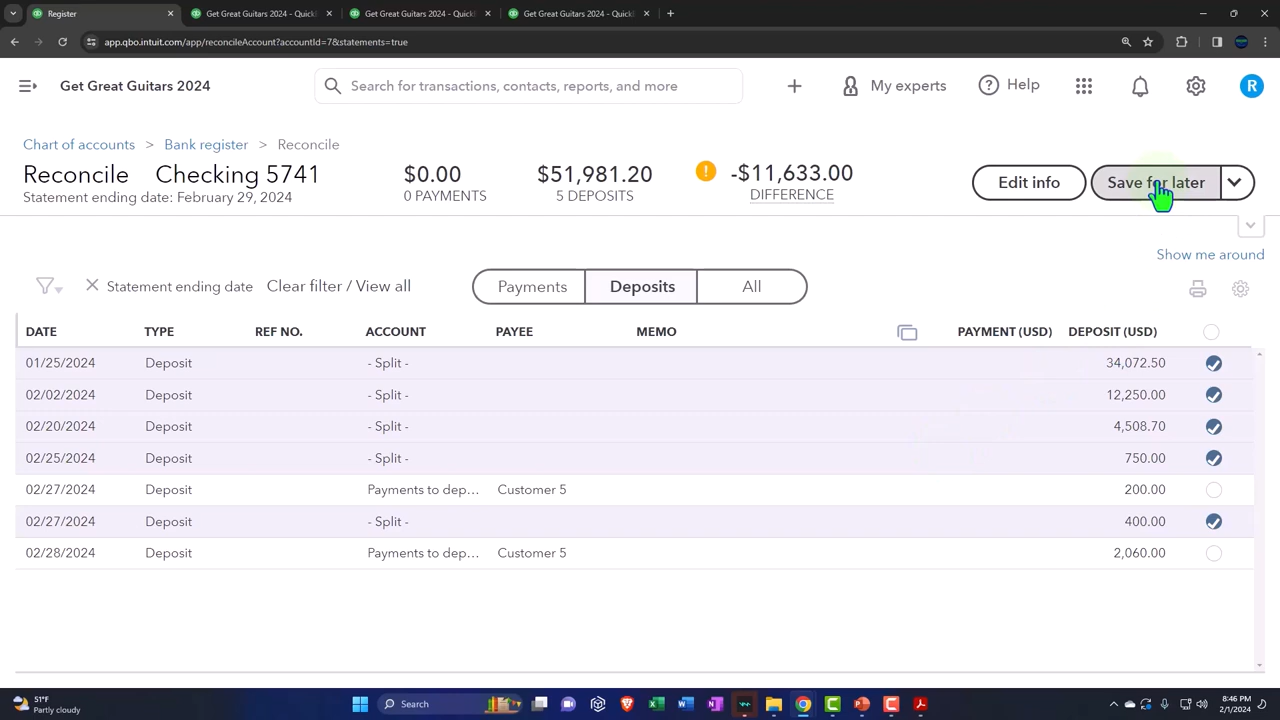 Register
Get Great Guitars 2024 - Quick
Get Great Guitars 2024 - Quick
Get Great Guitars 2024 - Quick
app.qbo.intuit.com/app/reconcileAccount?accountId=7&statements=true
Get Great Guitars 2024
Search for transactions, contacts, reports, and more
My experts
Help
R
Chart of accounts > Bank register > Reconcile
Reconcile Checking 5741
Statement ending date: February 29, 2024
$0.00
0 PAYMENTS
$51,981.20
5 DEPOSITS
! -$11,633.00
DIFFERENCE
Edit info
Save for later
Show me around
Statement ending date
Clear filter / View all
Payments
Deposits
All
DATE TYPE REF NO. ACCOUNT PAYEE MEMO PAYMENT (USD) DEPOSIT (USD)
01/25/2024 Deposit - Split - 34,072.50
02/02/2024 Deposit - Split - 12,250.00
02/20/2024 Deposit - Split - 4,508.70
02/25/2024 Deposit - Split - 750.00
02/27/2024 Deposit Payments to dep... Customer 5 200.00
02/27/2024 Deposit - Split - 400.00
02/28/2024 Deposit Payments to dep... Customer 5 2,060.00
51°F
Partly cloudy
Search
8:46 PM
2/1/2024